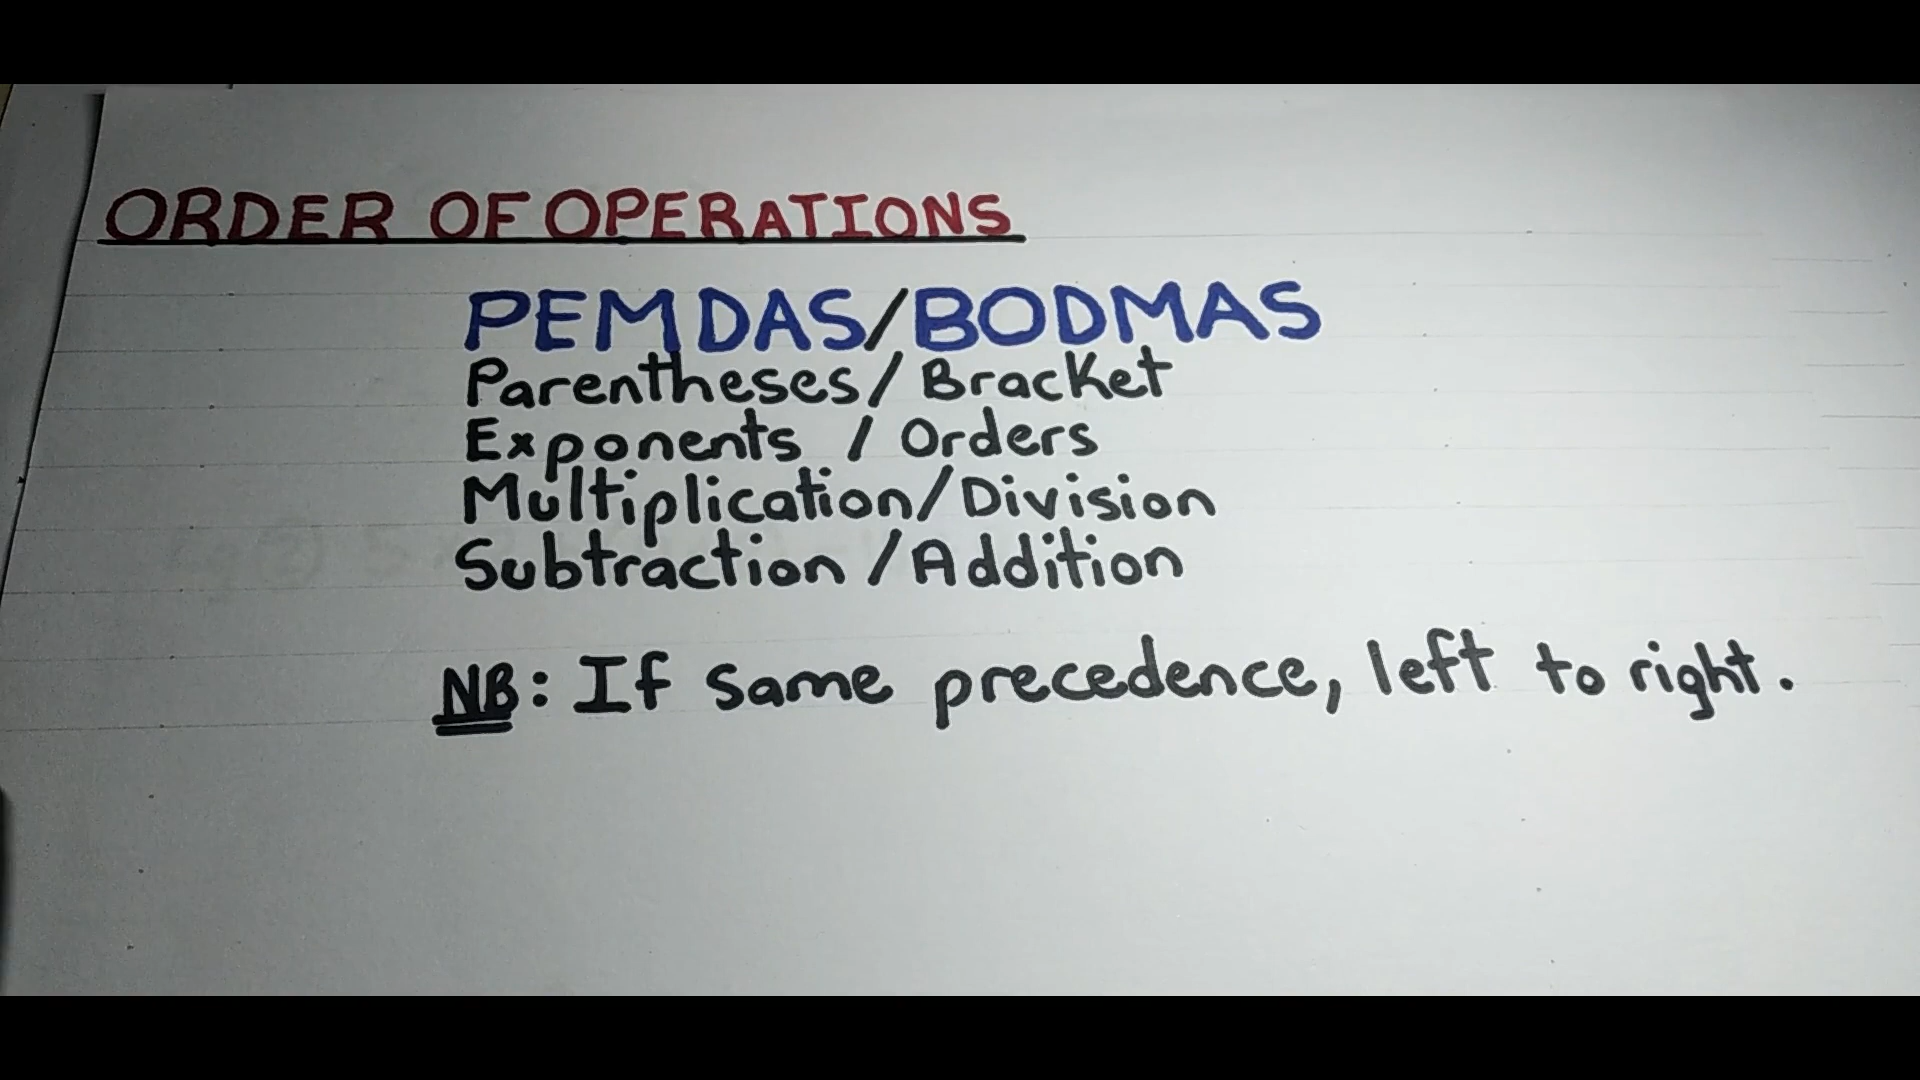 ORDER OF OPERATIONS
PEMDAS/BODMAS
Parentheses/Bracket
Exponents / Orders
Multiplication/Division
Subtraction/Addition
NB: If same precedence, left to right.